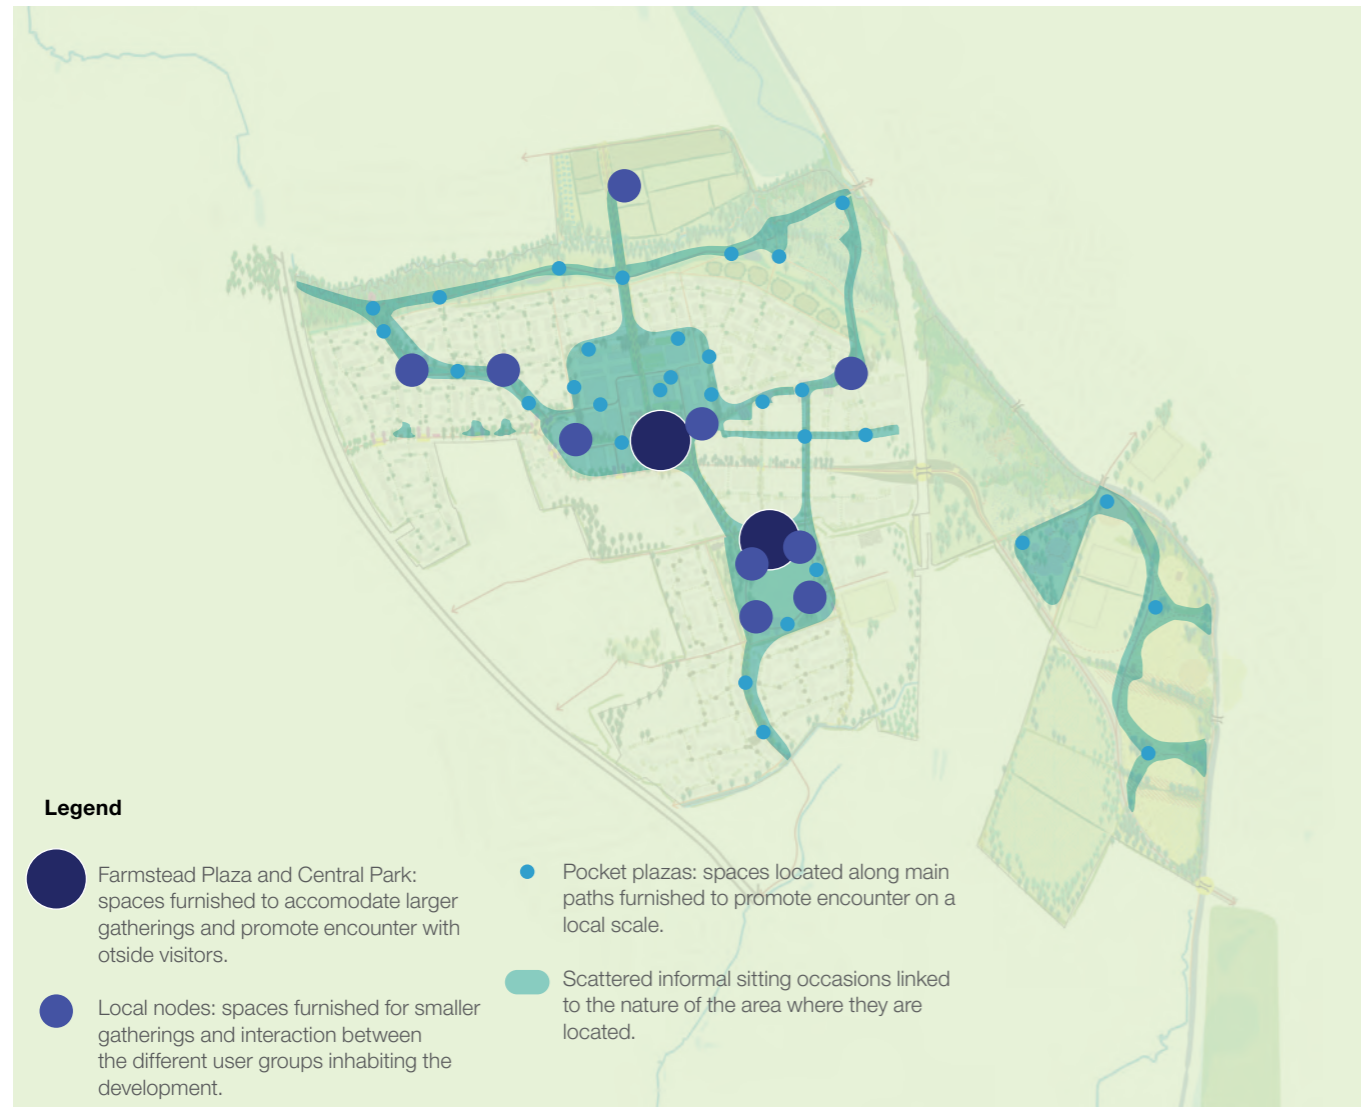 Legend
Farmstead Plaza and Central Park:
spaces furnished to accomodate larger
gatherings and promote encounter with
otside visitors.
Local nodes: spaces furnished for smaller
gatherings and interaction between
the different user groups inhabiting the
development.
Pocket plazas: spaces located along main
paths furnished to promote encounter on a
local scale.
Scattered informal sitting occasions linked
to the nature of the area where they are
located.